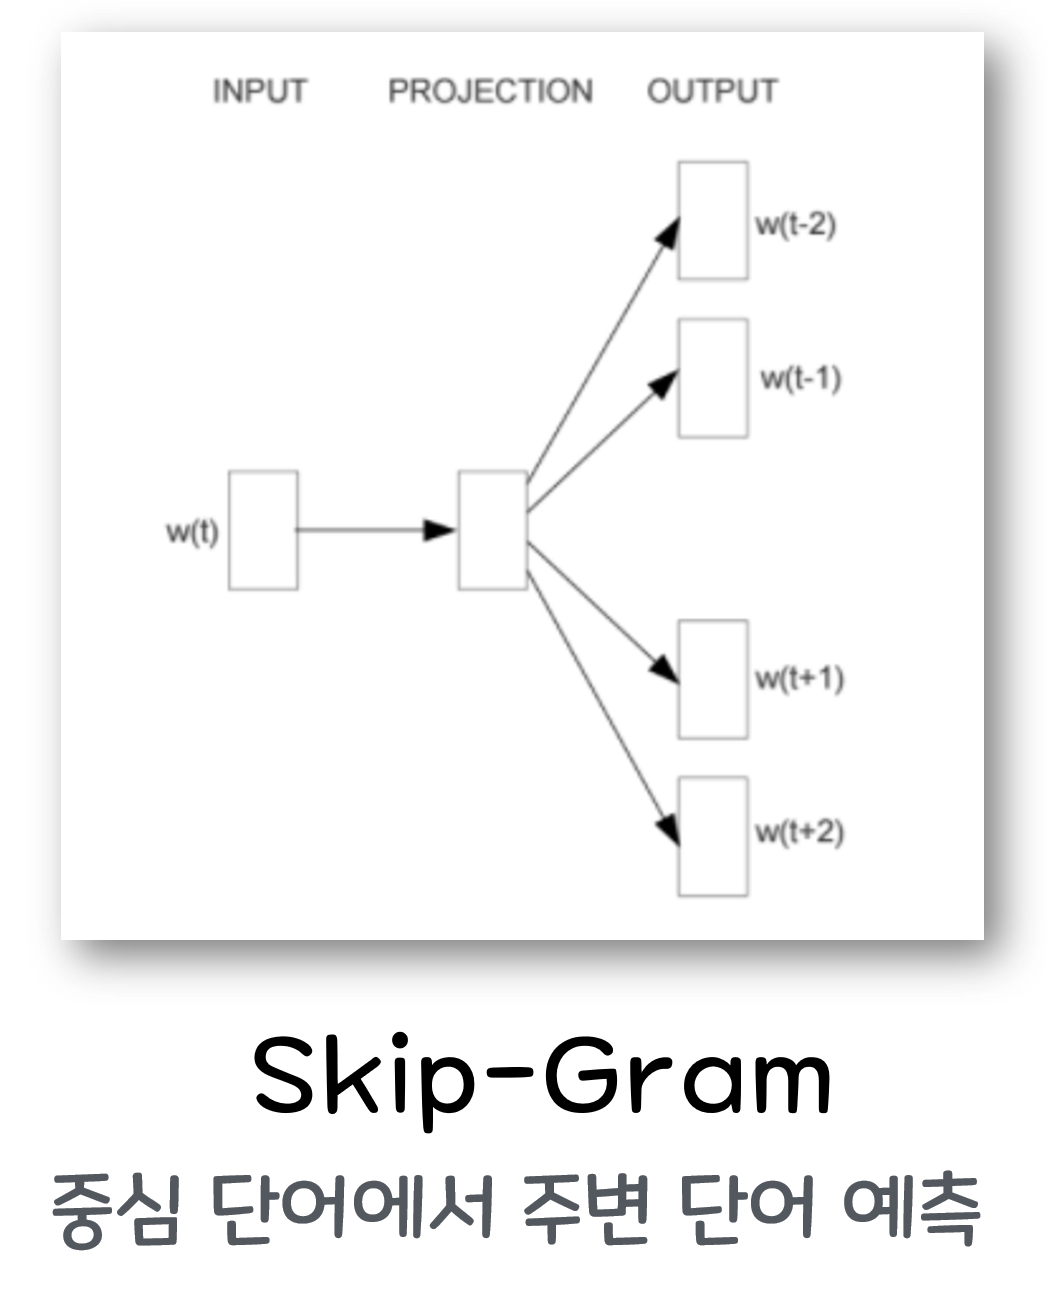 INPUT PROJECTION OUTPUT
w(t-2)
w(t-1)
w(t)
w(t+1)
w(t+2)
Skip-Gram
중심 단어에서 주변 단어 예측